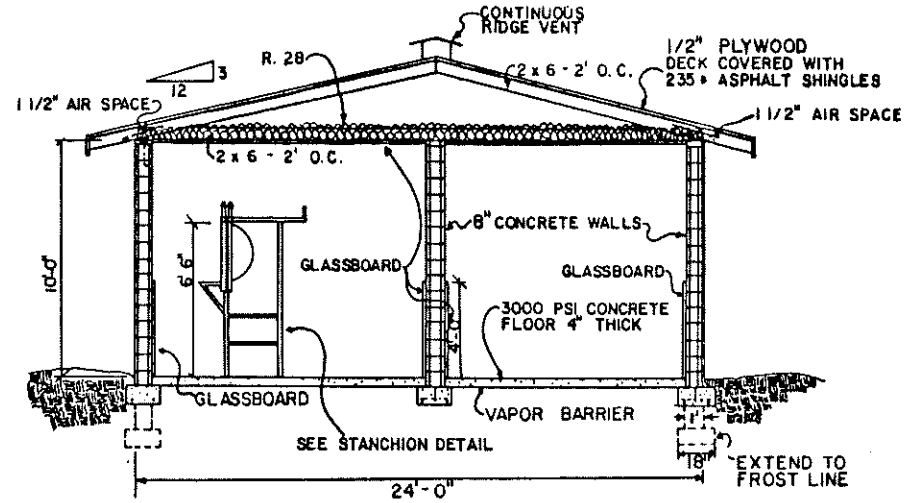 CONTINUOUS
RIDGE VENT
R. 28
3
12
2 x 6 - 2' O.C.
1/2" PLYWOOD
DECK COVERED WITH
235# ASPHALT SHINGLES
1 1/2" AIR SPACE
1 1/2" AIR SPACE
2 x 6 - 2' O.C.
8" CONCRETE WALLS
10'-0"
6'6"
GLASSBOARD
GLASSBOARD
4'-0"
3000 PSI CONCRETE
FLOOR 4" THICK
GLASSBOARD
VAPOR BARRIER
1'
SEE STANCHION DETAIL
18"
EXTEND TO
FROST LINE
24'-0"